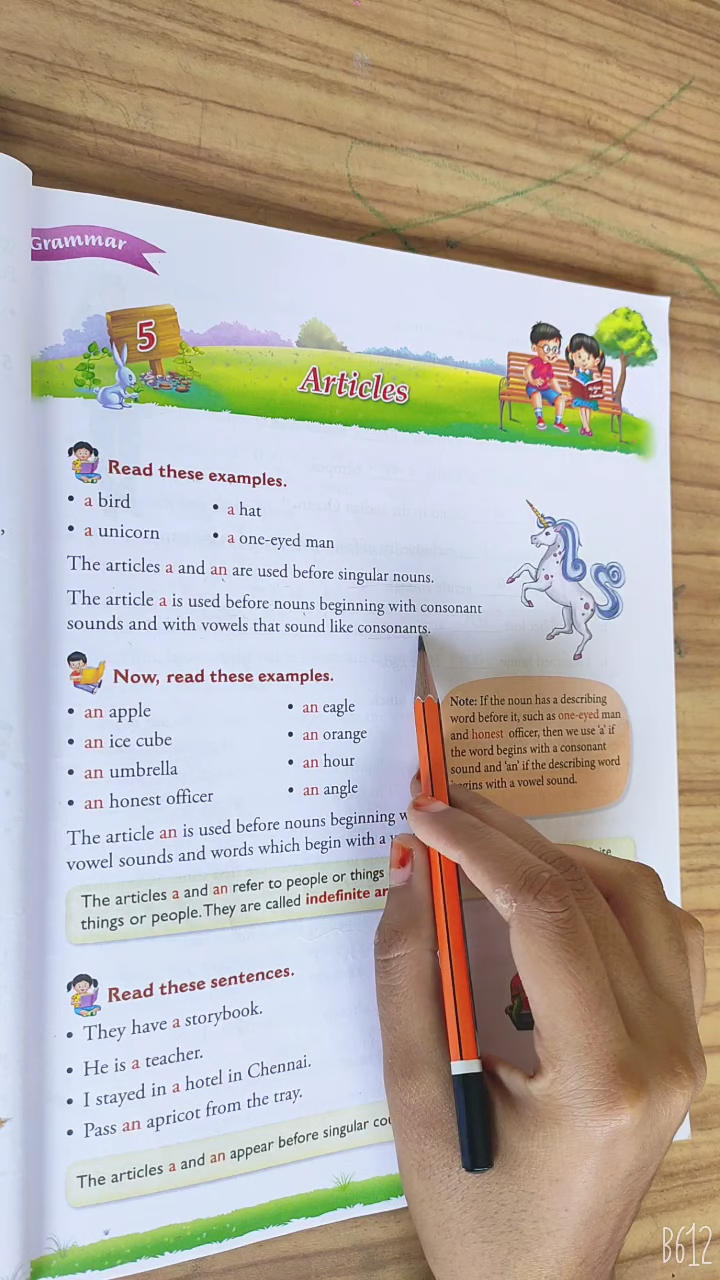 Grammar
5
Articles
Read these examples.
• a bird
• a hat
• a unicorn
• a one-eyed man
The articles a and an are used before singular nouns.
The article a is used before nouns beginning with consonant
sounds and with vowels that sound like consonants.
Now, read these examples.
• an apple
• an eagle
• an ice cube
• an orange
• an umbrella
• an hour
• an honest officer
• an angle
Note: If the noun has a describing
word before it, such as one-eyed man
and honest officer, then we use 'a' if
the word begins with a consonant
sound and 'an' if the describing word
begins with a vowel sound.
The article an is used before nouns beginning
vowel sounds and words which begin with a
The articles a and an refer to people or things
things or people. They are called indefinite
Read these sentences.
• They have a storybook.
• He is a teacher.
• I stayed in a hotel in Chennai.
• Pass an apricot from the tray.
The articles a and an appear before singular
B612